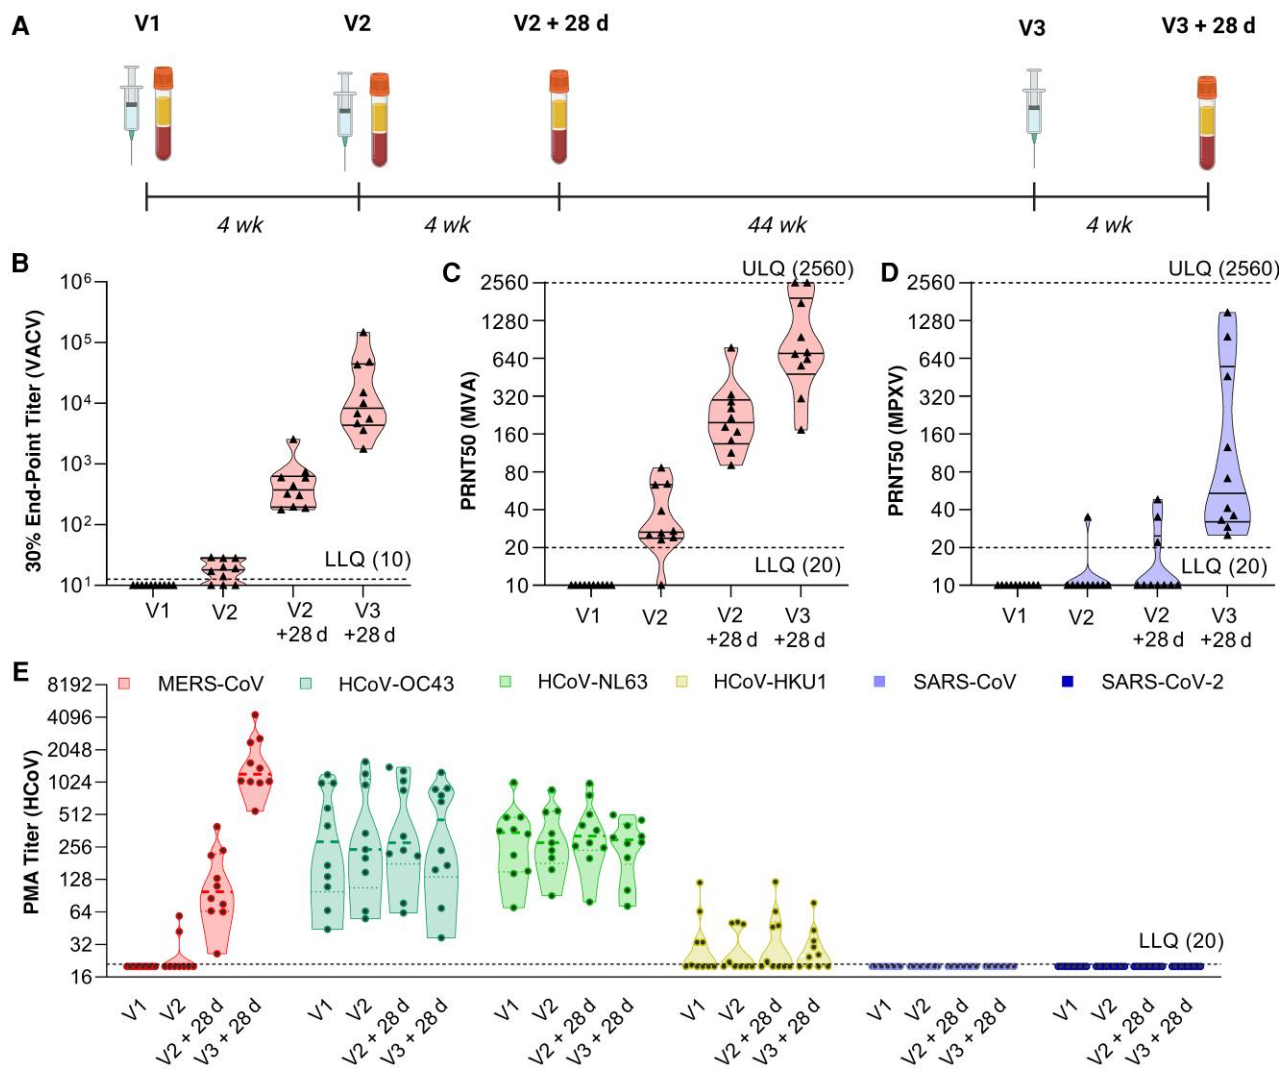 A
V1 V2 V2 + 28 d V3 V3 + 28 d
4 wk 4 wk 44 wk 4 wk
B
30% End-Point Titer (VACV)
10⁶
10⁵
10⁴
10³
10²
10¹
LLQ (10)
V1 V2 V2 +28 d V3 +28 d
C
PRNT50 (MVA)
ULQ (2560)
2560
1280
640
320
160
80
40
20
10
LLQ (20)
V1 V2 V2 +28 d V3 +28 d
D
PRNT50 (MPXV)
ULQ (2560)
2560
1280
640
320
160
80
40
20
10
LLQ (20)
V1 V2 V2 +28 d V3 +28 d
E
MERS-CoV HCoV-OC43 HCoV-NL63 HCoV-HKU1 SARS-CoV SARS-CoV-2
PMA Titer (HCoV)
8192
4096
2048
1024
512
256
128
64
32
16
LLQ (20)
V1 V2 V2 + 28 d V3 + 28 d V1 V2 V2 + 28 d V3 + 28 d V1 V2 V2 + 28 d V3 + 28 d V1 V2 V2 + 28 d V3 + 28 d V1 V2 V2 + 28 d V3 + 28 d V1 V2 V2 + 28 d V3 + 28 d